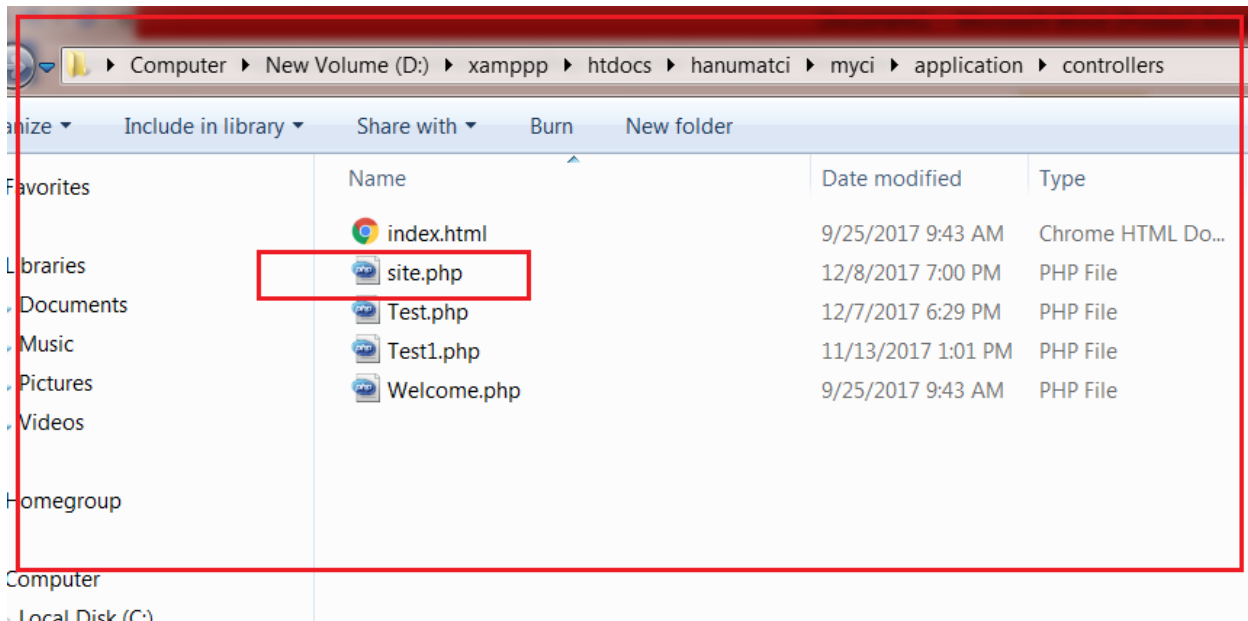 Computer New Volume (D:) xamppp htdocs hanumatci myci application controllers
anize Include in library Share with Burn New folder
Favorites
Name Date modified Type
index.html 9/25/2017 9:43 AM Chrome HTML Do...
Libraries
site.php 12/8/2017 7:00 PM PHP File
Documents
Test.php 12/7/2017 6:29 PM PHP File
Music
Test1.php 11/13/2017 1:01 PM PHP File
Pictures
Welcome.php 9/25/2017 9:43 AM PHP File
Videos
Homegroup
Computer
Local Disk (C:)